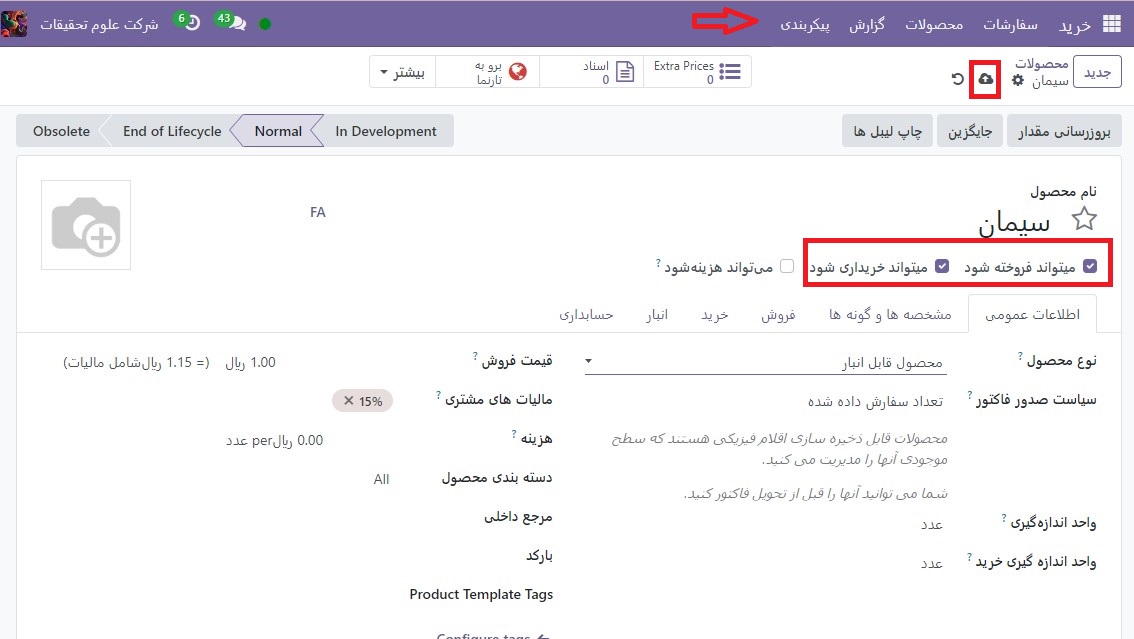 خرید سفارشات محصولات گزارش پیکربندی 43 6 شرکت علوم تحقیقات
جدید محصولات
سیمان
Extra Prices
0
اسناد
0
برو به
تارنما
بیشتر
بروزرسانی مقدار جایگزین چاپ لیبل ها
In Development Normal End of Lifecycle Obsolete
نام محصول
سیمان
FA
میتواند فروخته شود میتواند خریداری شود می‌تواند هزینه‌شود ?
اطلاعات عمومی مشخصه ها و گونه ها فروش خرید انبار حسابداری
نوع محصول ? محصول قابل انبار
سیاست صدور فاکتور ? تعداد سفارش داده شده
محصولات قابل ذخیره سازی اقلام فیزیکی هستند که سطح
موجودی آنها را مدیریت می کنید.
شما می توانید آنها را قبل از تحویل فاکتور کنید.
واحد اندازه‌گیری ? عدد
واحد اندازه گیری خرید ? عدد
قیمت فروش ? 1.00 ریال (= 1.15 ریال‌شامل مالیات)
مالیات های مشتری ? 15% ✕
هزینه ? 0.00 ریال‌per عدد
دسته بندی محصول All
مرجع داخلی
بارکد
Product Template Tags
Configure tags